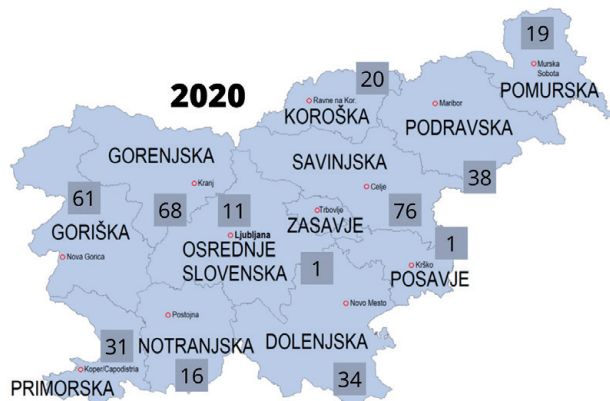 19
Murska
Sobota
POMURSKA
2020
20
Ravne na Kor.
KOROŠKA
Maribor
PODRAVSKA
GORENJSKA
SAVINJSKA
38
Kranj
Celje
61
68
11
Trbovlje
76
GORIŠKA
ZASAVJE
Ljubljana
OSREDNJE
SLOVENSKA
1
Nova Gorica
1
Krško
POSAVJE
Novo Mesto
Postojna
31
NOTRANJSKA
DOLENJSKA
Koper/Capodistria
PRIMORSKA
16
34